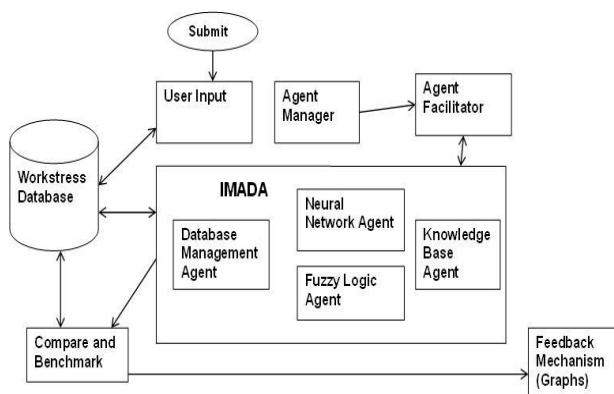 Submit
User Input
Agent
Manager
Agent
Facilitator
Workstress
Database
IMADA
Neural
Network Agent
Database
Management
Agent
Knowledge
Base
Agent
Fuzzy Logic
Agent
Compare and
Benchmark
Feedback
Mechanism
(Graphs)